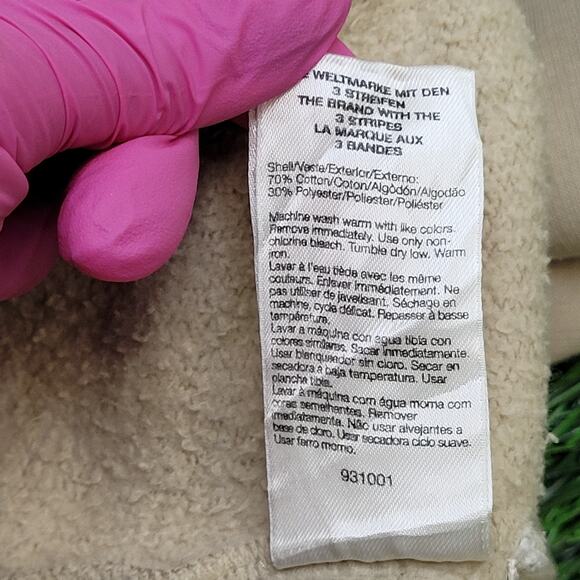 WELTMARKE MIT DEN
3 STREIFEN
THE BRAND WITH THE
3 STRIPES
LA MARQUE AUX
3 BANDES
Shell/Veste/Exterior/Externo:
70% Cotton/Coton/Algódón/Algodão
30% Polyester/Poliester/Poliéster
Machine wash warm with like colors.
Remove immediately. Use only non-
chlorine bleach. Tumble dry low. Warm
iron.
Laver à l'eau tiède avec les même
couleurs. Enlever immédiatement. Ne
pas utiliser de javelisant. Séchage en
machine, cycle délicat. Repasser à basse
température.
Lavar a máquina con agua tibia con
colores similares. Sacar inmediatamente.
Usar blanqueador sin cloro. Secar en
secadora a baja temperatura. Usar
plancha tibia.
Lavar à máquina com água morna com
cores semelhantes. Remover
imediatamente. Não usar alvejantes a
base de cloro. Usar secadora ciclo suave.
Usar ferro morno.
931001